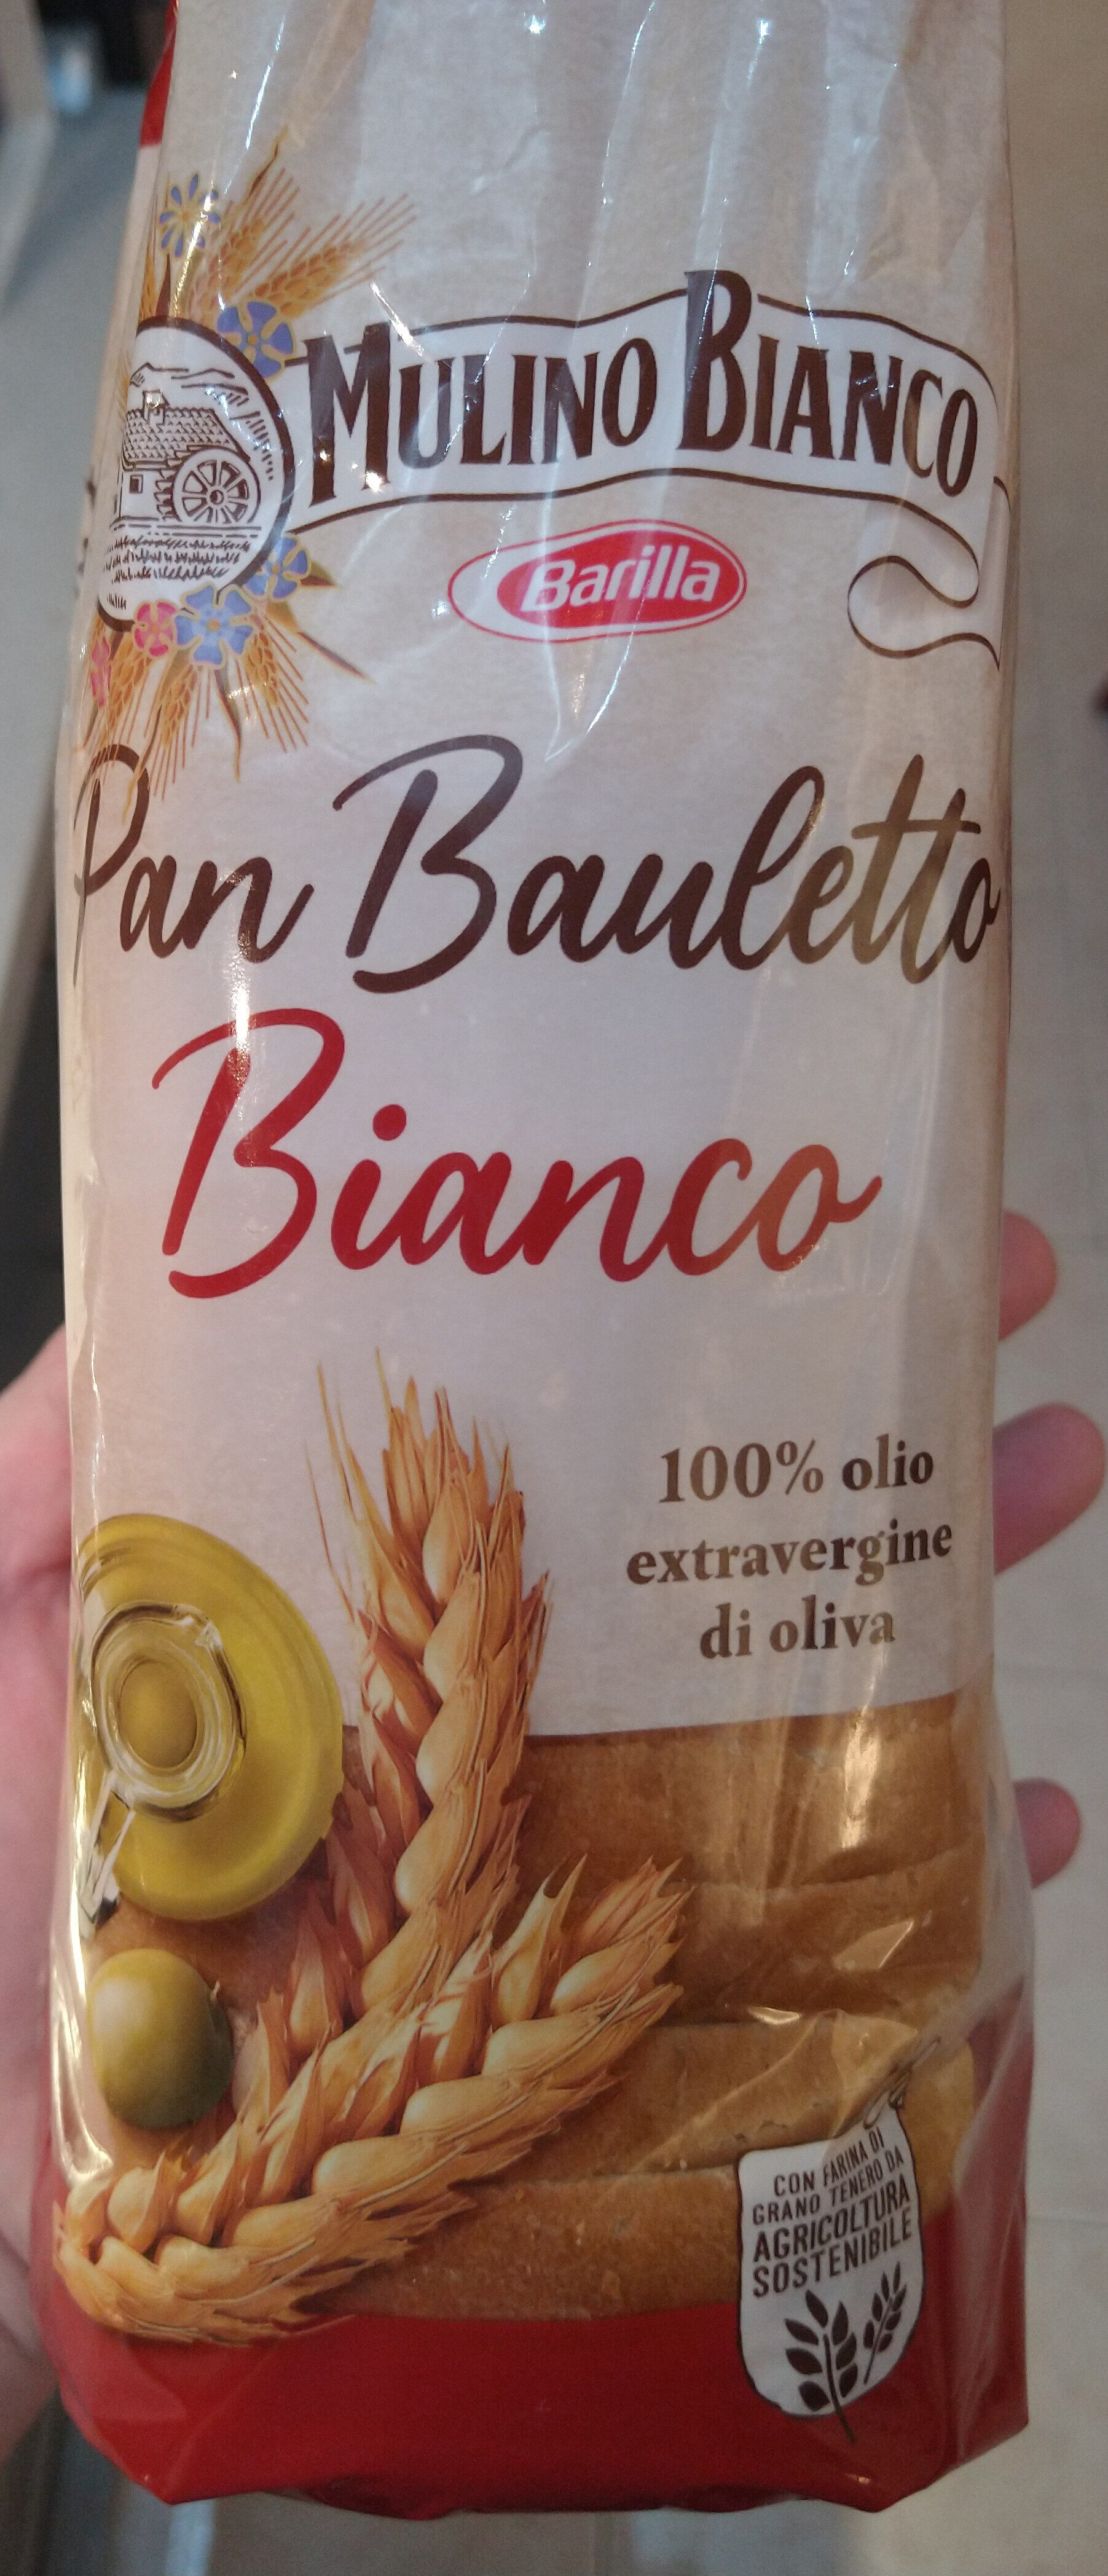 MULINO BIANCO
Barilla
Pan Bauletto
Bianco
100% olio
extravergine
di oliva
CON FARINA DI
GRANO TENERO DA
AGRICOLTURA
SOSTENIBILE